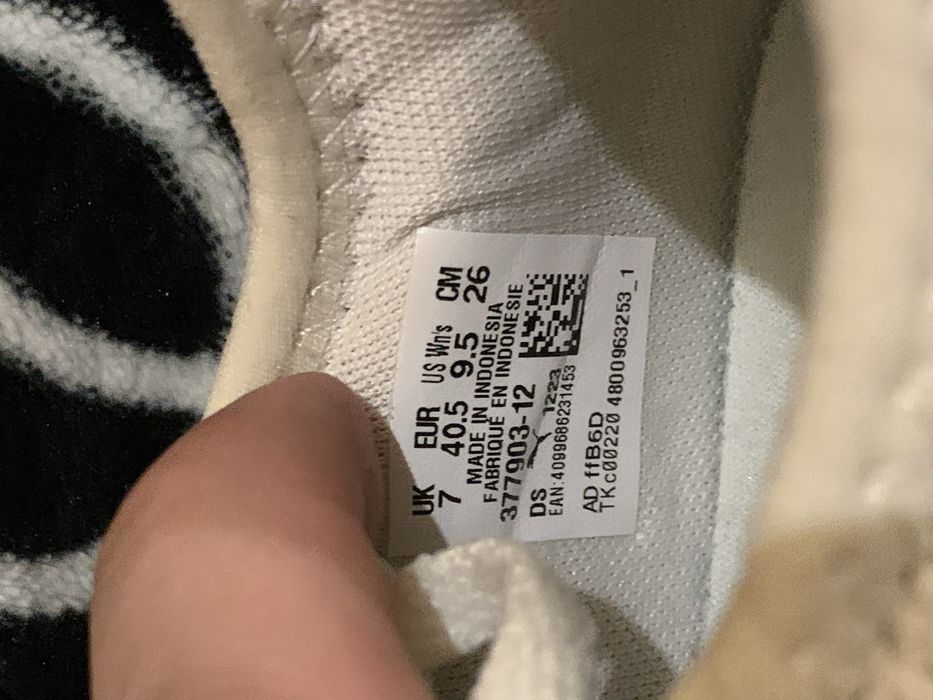 UK EUR US Wn's CM
7 40.5 9.5 26
MADE IN INDONESIA
FABRIQUÉ EN INDONESIE
377903-12
DS 1223
EAN:4099686231453
AD ffB6D
TKc00220 4800963253_1